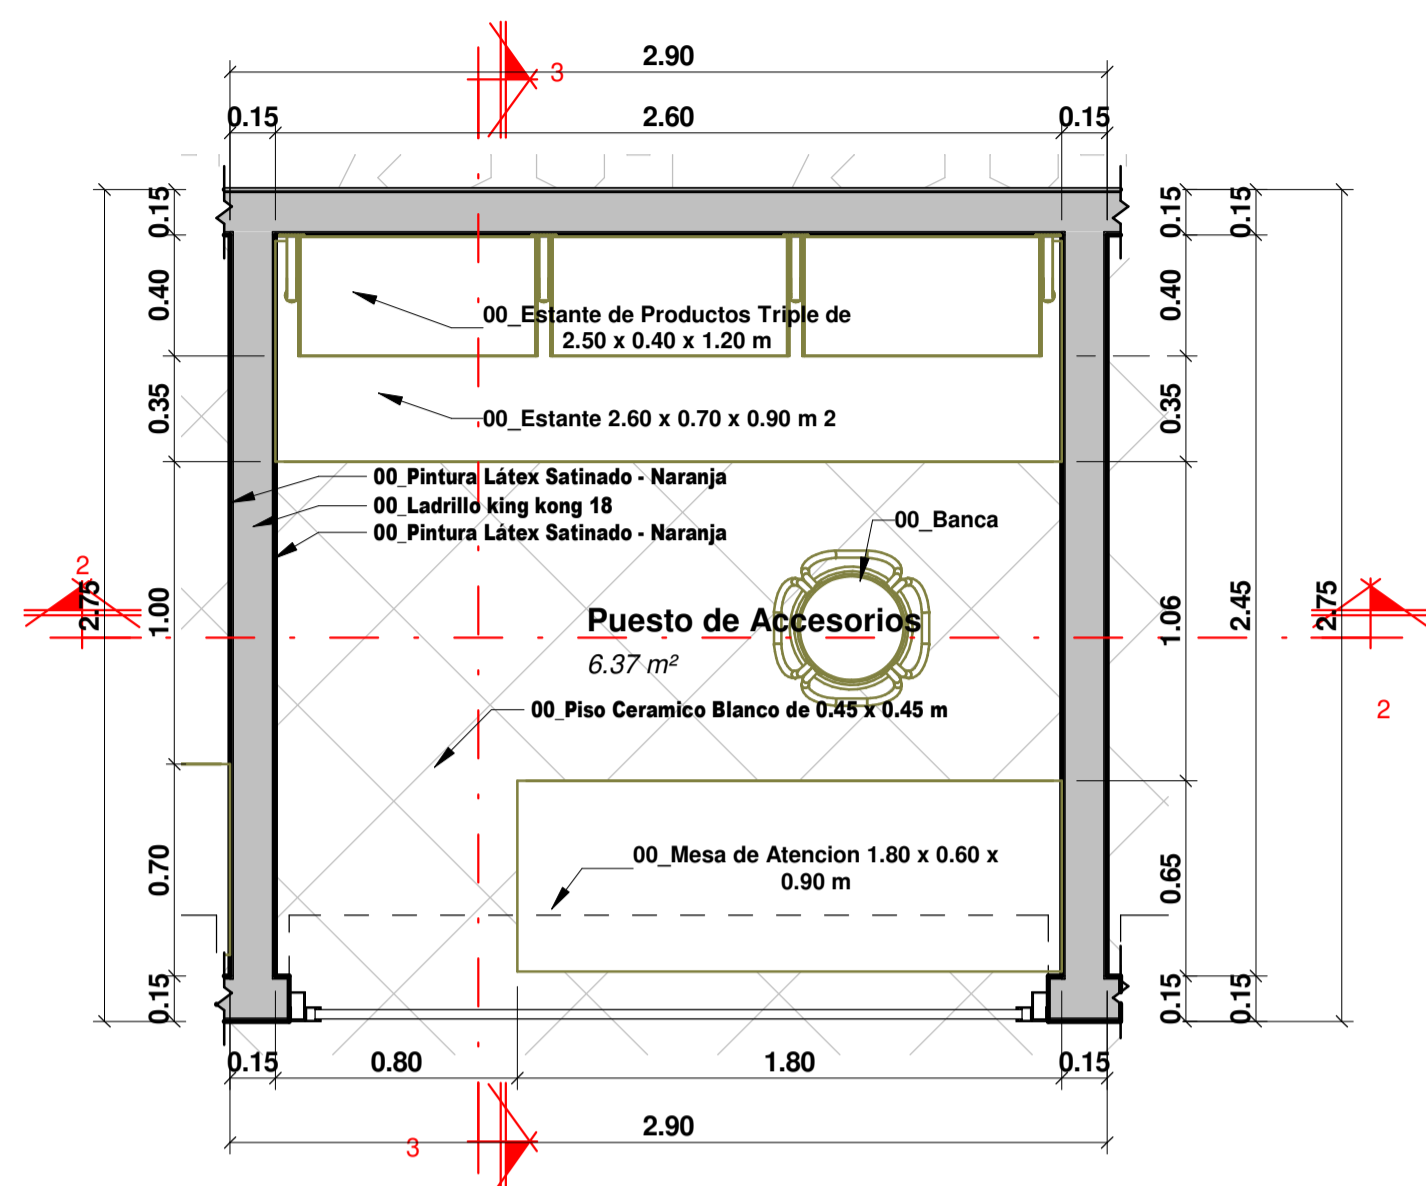 2.90
3
0.15
2.60
0.15
0.15
0.15
0.15
0.40
0.40
00_Estante de Productos Triple de
2.50 x 0.40 x 1.20 m
0.35
0.35
00_Estante 2.60 x 0.70 x 0.90 m 2
00_Pintura Látex Satinado - Naranja
00_Ladrillo king kong 18
00_Pintura Látex Satinado - Naranja
00_Banca
2
2.75
1.00
Puesto de Accesorios
6.37 m²
1.06
2.45
2.75
2
00_Piso Ceramico Blanco de 0.45 x 0.45 m
0.70
00_Mesa de Atencion 1.80 x 0.60 x
0.90 m
0.65
0.15
0.15
0.15
0.15
0.80
1.80
0.15
2.90
3